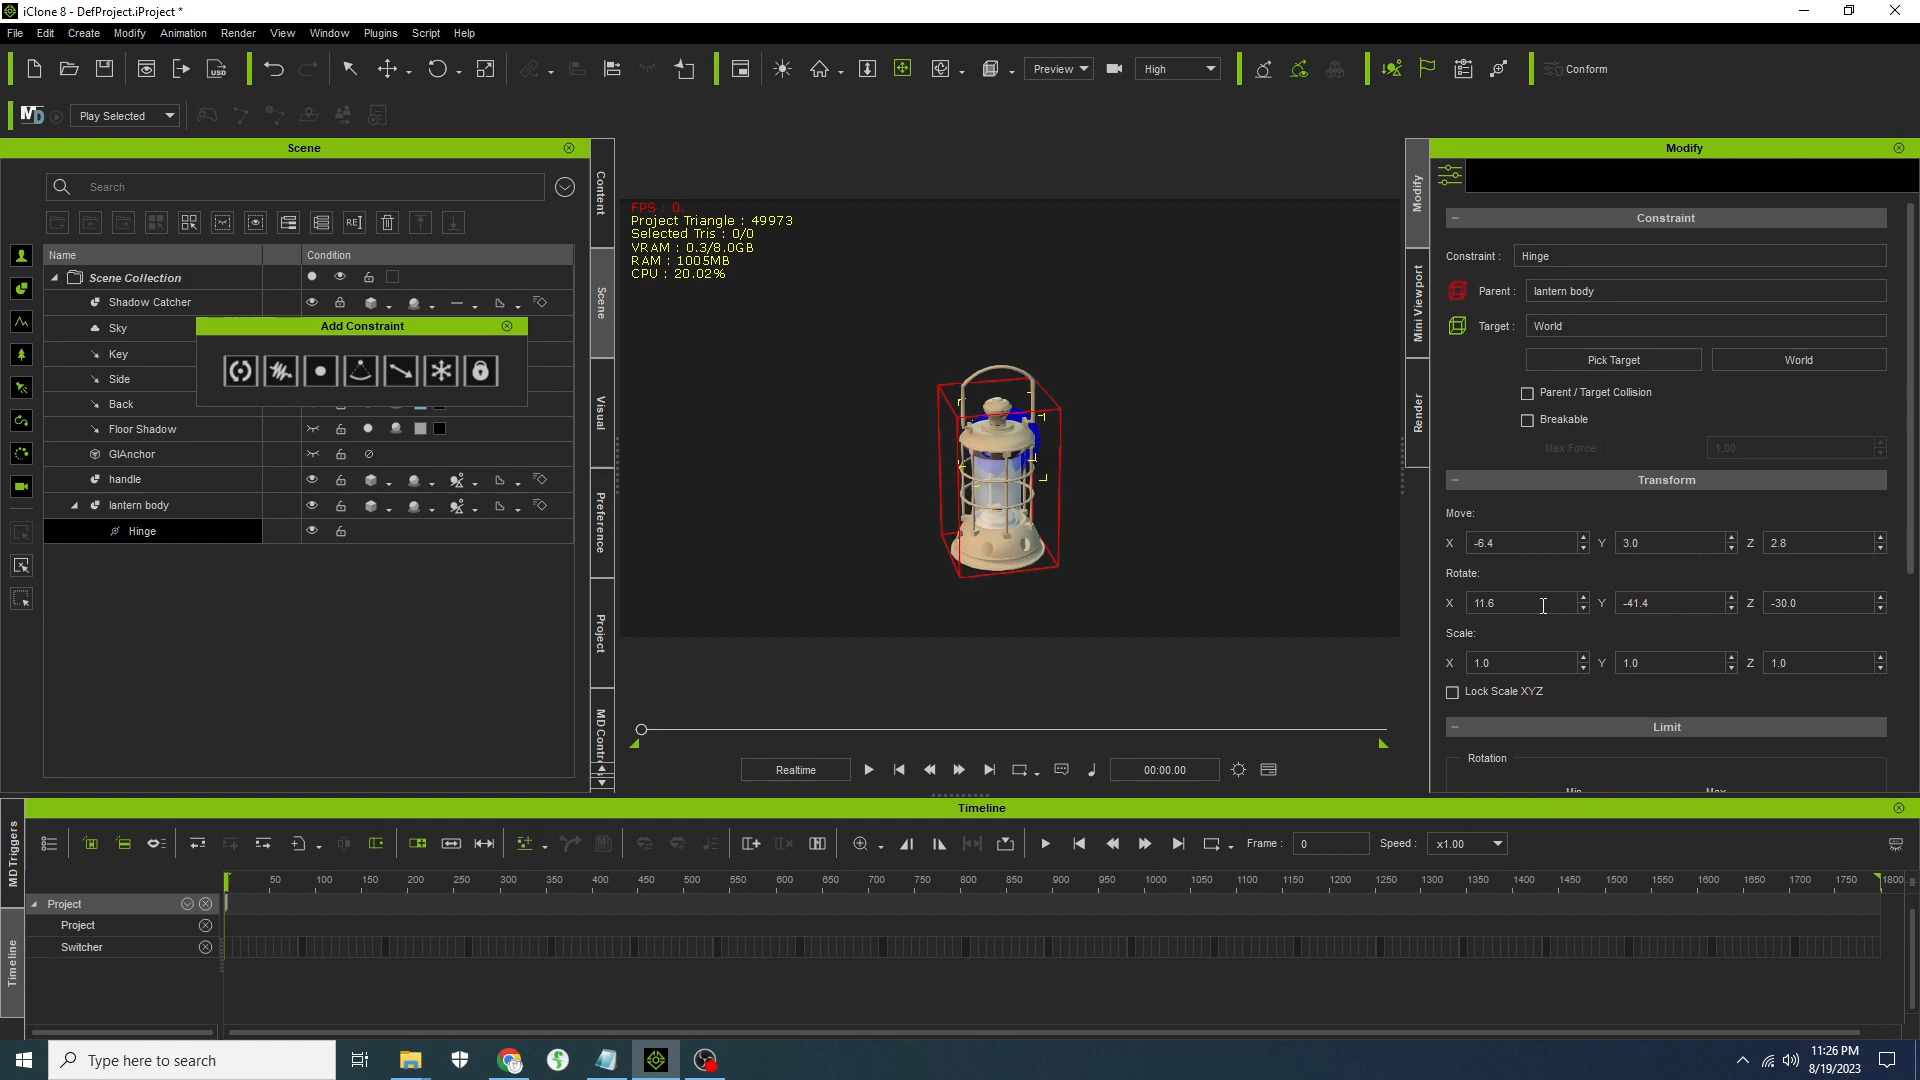 iClone 8 - DefProject.iProject *
File Edit Create Modify Animation Render View Window Plugins Script Help
USD Preview High Conform
MD Play Selected
Scene
Search
REI
Name Condition
Scene Collection
Shadow Catcher
Sky
Key
Side
Back
Floor Shadow
GIAnchor
handle
lantern body
Hinge
Add Constraint
Content
Scene
Visual
Preference
Project
MD Contr
FPS : 0.
Project Triangle : 49973
Selected Tris : 0/0
VRAM : 0.3/8.0GB
RAM : 1005MB
CPU : 20.02%
Realtime 00:00.00
Modify
Mini Viewport
Render
Modify
Constraint
Constraint : Hinge
Parent : lantern body
Target : World
Pick Target World
Parent / Target Collision
Breakable
Max Force : 1.00
Transform
Move:
X -6.4 Y 3.0 Z 2.8
Rotate:
X 11.6 Y -41.4 Z -30.0
Scale:
X 1.0 Y 1.0 Z 1.0
Lock Scale XYZ
Limit
Rotation
Min Max
Timeline
MD Triggers
Timeline
Frame : 0 Speed : x1.00
50 100 150 200 250 300 350 400 450 500 550 600 650 700 750 800 850 900 950 1000 1050 1100 1150 1200 1250 1300 1350 1400 1450 1500 1550 1600 1650 1700 1750 1800
Project
Project
Switcher
Type here to search
11:26 PM
8/19/2023